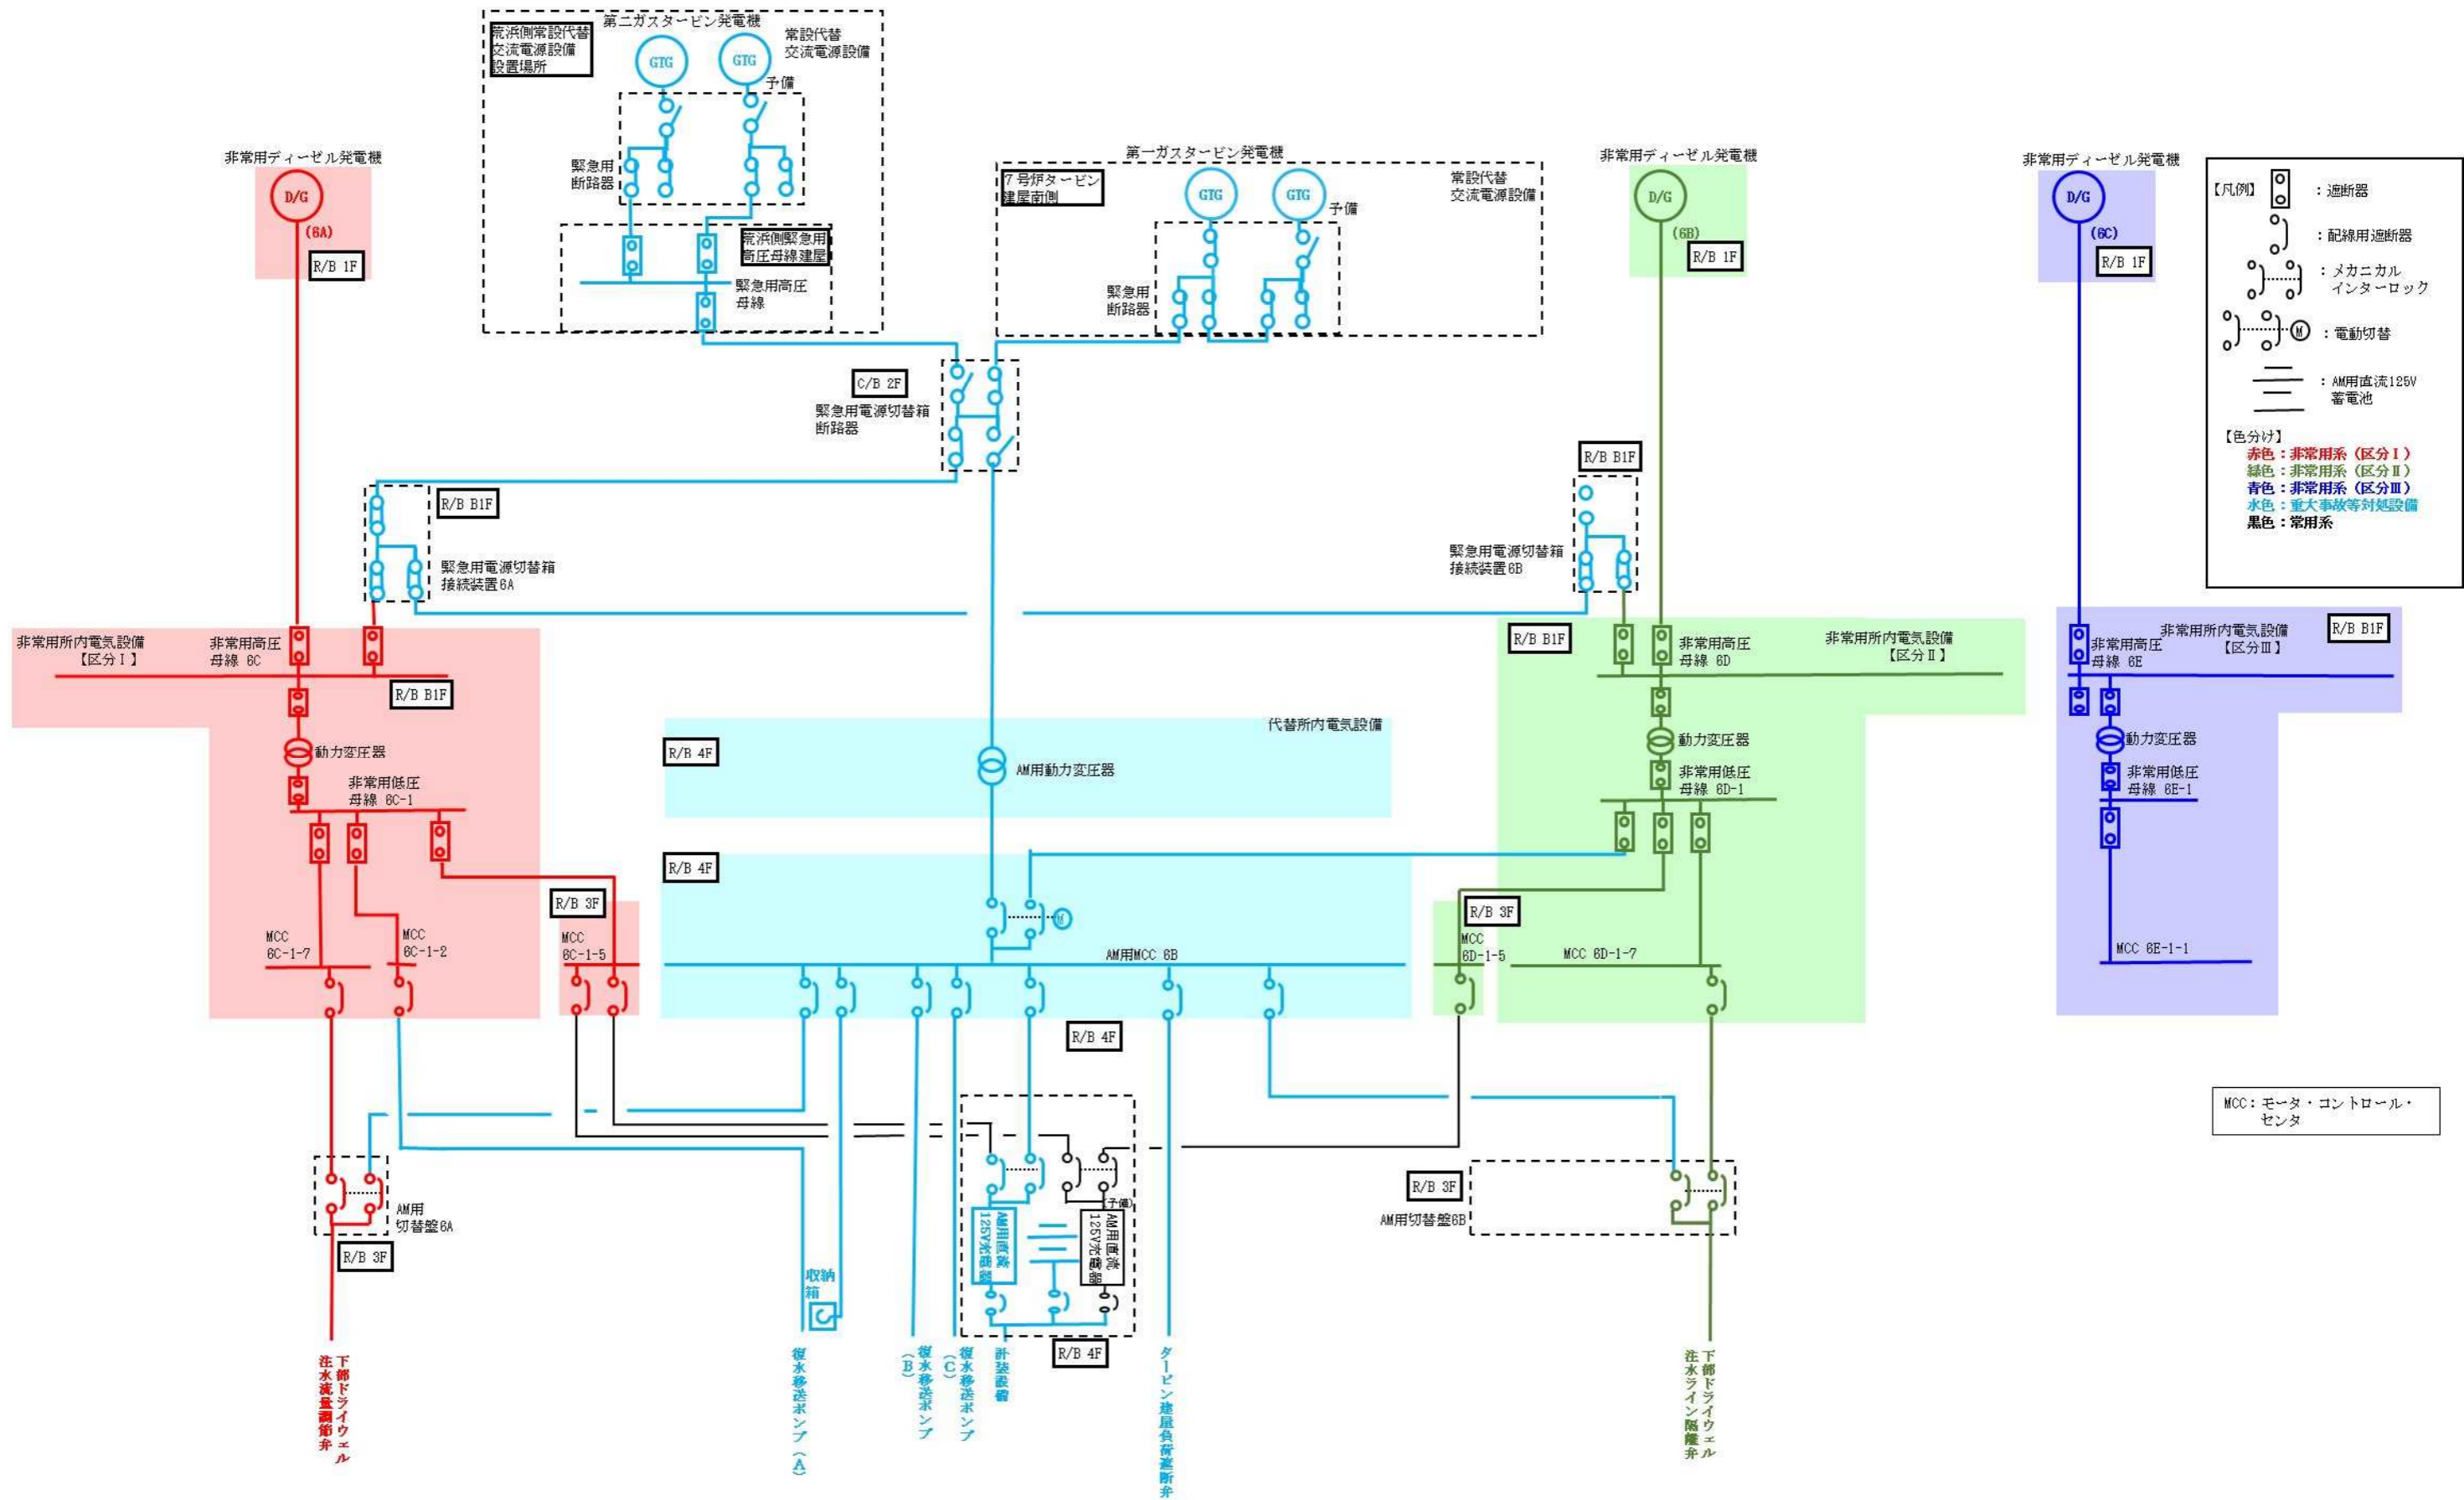 第二ガスタービン発電機
荒浜側常設代替
交流電源設備
設置場所
GTG
GTG
常設代替
交流電源設備
予備
緊急用
断路器
荒浜側緊急用
高圧母線建屋
緊急用高圧
母線
第一ガスタービン発電機
7号炉タービン
建屋南側
GTG
GTG
常設代替
交流電源設備
予備
緊急用
断路器
非常用ディーゼル発電機
D/G
(6A)
R/B 1F
非常用ディーゼル発電機
D/G
(6B)
R/B 1F
非常用ディーゼル発電機
D/G
(6C)
R/B 1F
【凡例】
：遮断器
：配線用遮断器
：メカニカル
インターロック
M
：電動切替
：AM用直流125V
蓄電池
【色分け】
赤色：非常用系（区分Ⅰ）
緑色：非常用系（区分Ⅱ）
青色：非常用系（区分Ⅲ）
水色：重大事故等対処設備
黒色：常用系
C/B 2F
緊急用電源切替箱
断路器
R/B B1F
緊急用電源切替箱
接続装置6A
R/B B1F
緊急用電源切替箱
接続装置6B
非常用所内電気設備
【区分Ⅰ】
非常用高圧
母線 6C
R/B B1F
動力変圧器
非常用低圧
母線 6C-1
MCC
6C-1-7
MCC
6C-1-2
R/B 3F
MCC
6C-1-5
代替所内電気設備
R/B 4F
AM用動力変圧器
R/B 4F
M
AM用MCC 6B
R/B 4F
R/B B1F
非常用高圧
母線 6D
非常用所内電気設備
【区分Ⅱ】
動力変圧器
非常用低圧
母線 6D-1
R/B 3F
MCC
6D-1-5
MCC 6D-1-7
非常用高圧
母線 6E
非常用所内電気設備
【区分Ⅲ】
R/B B1F
動力変圧器
非常用低圧
母線 6E-1
MCC 6E-1-1
MCC：モータ・コントロール・
センタ
AM用
切替盤6A
R/B 3F
収納
箱
AM用直流
125V充電器
(予備)
AM用直流
125V充電器
R/B 4F
R/B 3F
AM用切替盤6B
下部ドライウェル
注水流量調節弁
復水移送ポンプ（A）
復水移送ポンプ
（B）
復水移送ポンプ
（C）
計装設備
タービン建屋負荷遮断弁
下部ドライウェル
注水ライン隔離弁